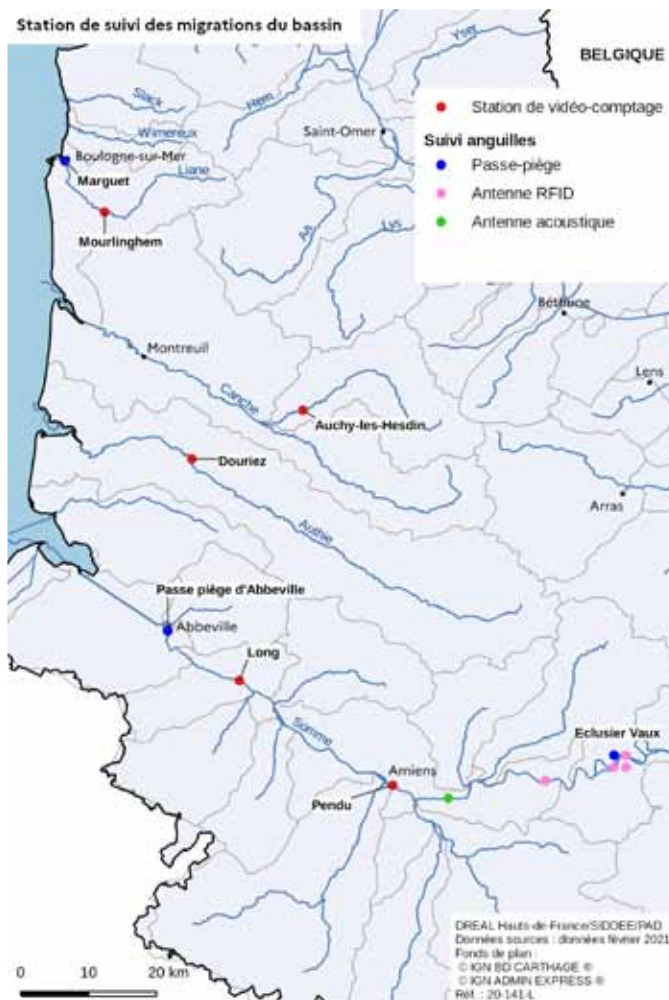 Station de suivi des migrations du bassin
BELGIQUE
Station de vidéo-comptage
Suivi anguilles
Passe-piège
Antenne RFID
Antenne acoustique
Yser
Slack
Hem
Wimereux
Saint-Omer
Boulogne-sur-Mer
Liane
Marguet
Mourlinghem
Aa
Lys
Béthune
Montreuil
Lens
Canche
Auchy-les-Hesdin
Douriez
Arras
Authie
Passe piège d'Abbeville
Abbeville
Long
Somme
Eclusier Vaux
Amiens
Pendu
DREAL Hauts-de-France/SIDDEE/PAD
Données sources : données février 2021
Fonds de plan :
© IGN BD CARTHAGE ®
© IGN ADMIN EXPRESS ®
Réf. : 20-141-L
0 10 20 km